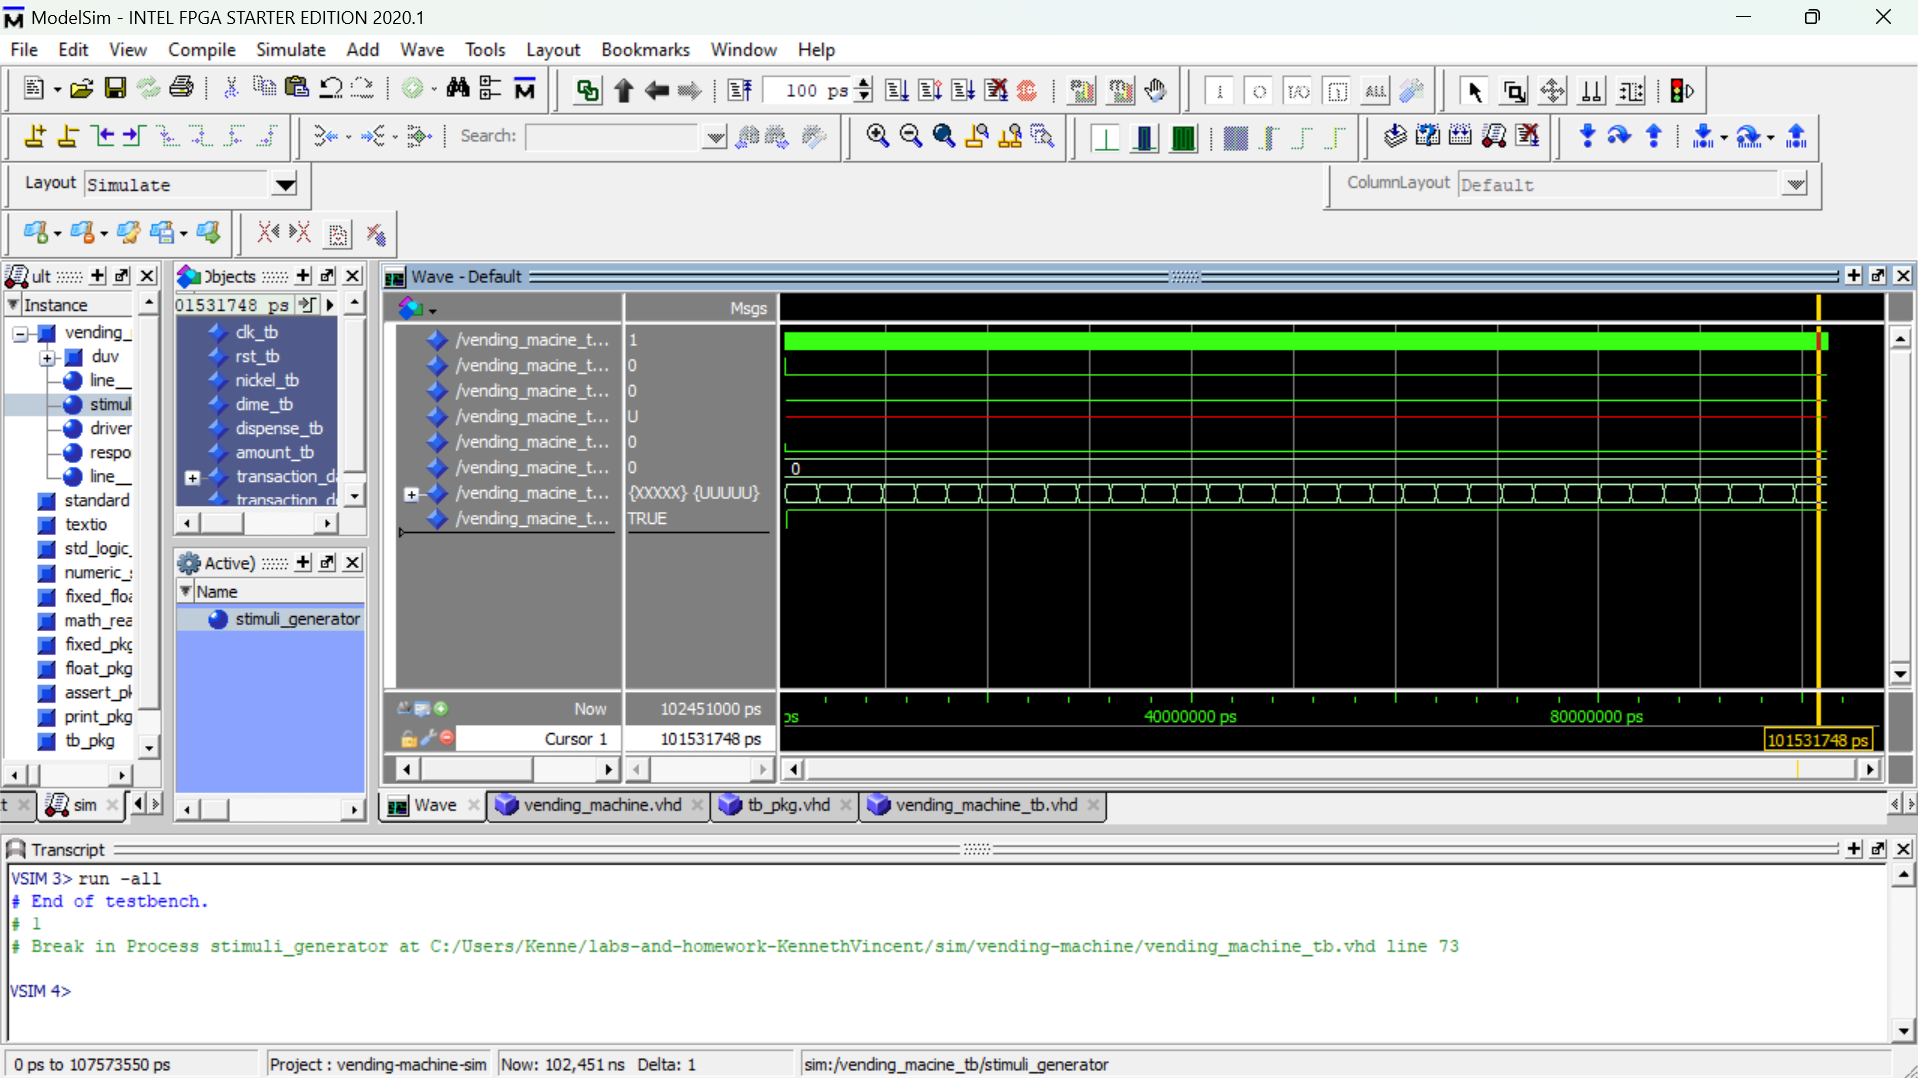 ModelSim - INTEL FPGA STARTER EDITION 2020.1
File Edit View Compile Simulate Add Wave Tools Layout Bookmarks Window Help
100 ps
ALL
Search:
Layout Simulate
ColumnLayout Default
ult
Instance
vending_
duv
line__
stimul
driver
respo
line__
standard
textio
std_logic_
numeric_
fixed_floa
math_rea
fixed_pkg
float_pkg
assert_pk
print_pkg
tb_pkg
sim
Objects
01531748 ps
clk_tb
rst_tb
nickel_tb
dime_tb
dispense_tb
amount_tb
transaction_d
transaction_d
Active)
Name
stimuli_generator
Wave - Default
Msgs
/vending_macine_t... 1
/vending_macine_t... 0
/vending_macine_t... 0
/vending_macine_t... U
/vending_macine_t... 0
/vending_macine_t... 0 0
/vending_macine_t... {XXXXX} {UUUUU}
/vending_macine_t... TRUE
Now 102451000 ps
ps 40000000 ps 80000000 ps
Cursor 1 101531748 ps
101531748 ps
Wave vending_machine.vhd tb_pkg.vhd vending_machine_tb.vhd
Transcript
VSIM 3> run -all
# End of testbench.
# 1
# Break in Process stimuli_generator at C:/Users/Kenne/labs-and-homework-KennethVincent/sim/vending-machine/vending_machine_tb.vhd line 73
VSIM 4>
0 ps to 107573550 ps Project : vending-machine-sim Now: 102,451 ns Delta: 1 sim:/vending_macine_tb/stimuli_generator